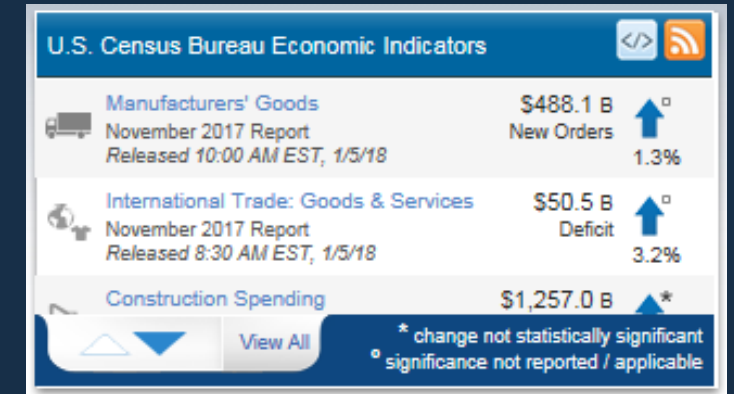 U.S. Census Bureau Economic Indicators </>
Manufacturers' Goods $488.1 B °
November 2017 Report New Orders
Released 10:00 AM EST, 1/5/18 1.3%
International Trade: Goods & Services $50.5 B °
November 2017 Report Deficit
Released 8:30 AM EST, 1/5/18 3.2%
Construction Spending $1,257.0 B *
View All
* change not statistically significant
° significance not reported / applicable